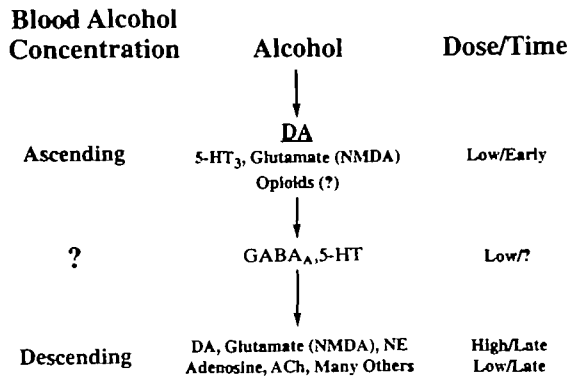 Blood Alcohol
Concentration Alcohol Dose/Time
DA
Ascending 5-HT₃, Glutamate (NMDA) Low/Early
Opioids (?)
? GABA_A,5-HT Low/?
DA, Glutamate (NMDA), NE High/Late
Descending Adenosine, ACh, Many Others Low/Late